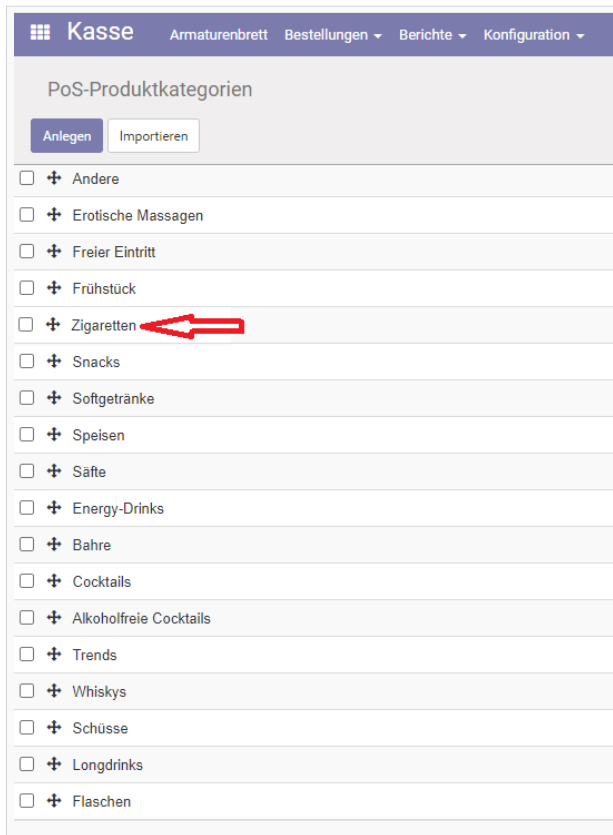 Kasse Armaturenbrett Bestellungen Berichte Konfiguration
PoS-Produktkategorien
Anlegen Importieren
Andere
Erotische Massagen
Freier Eintritt
Frühstück
Zigaretten
Snacks
Softgetränke
Speisen
Säfte
Energy-Drinks
Bahre
Cocktails
Alkoholfreie Cocktails
Trends
Whiskys
Schüsse
Longdrinks
Flaschen